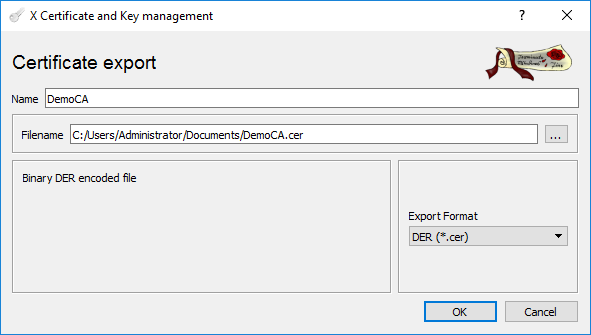 X Certificate and Key management
?
Certificate export
Name DemoCA
Filename C:/Users/Administrator/Documents/DemoCA.cer ...
Binary DER encoded file
Export Format
DER (*.cer)
OK Cancel